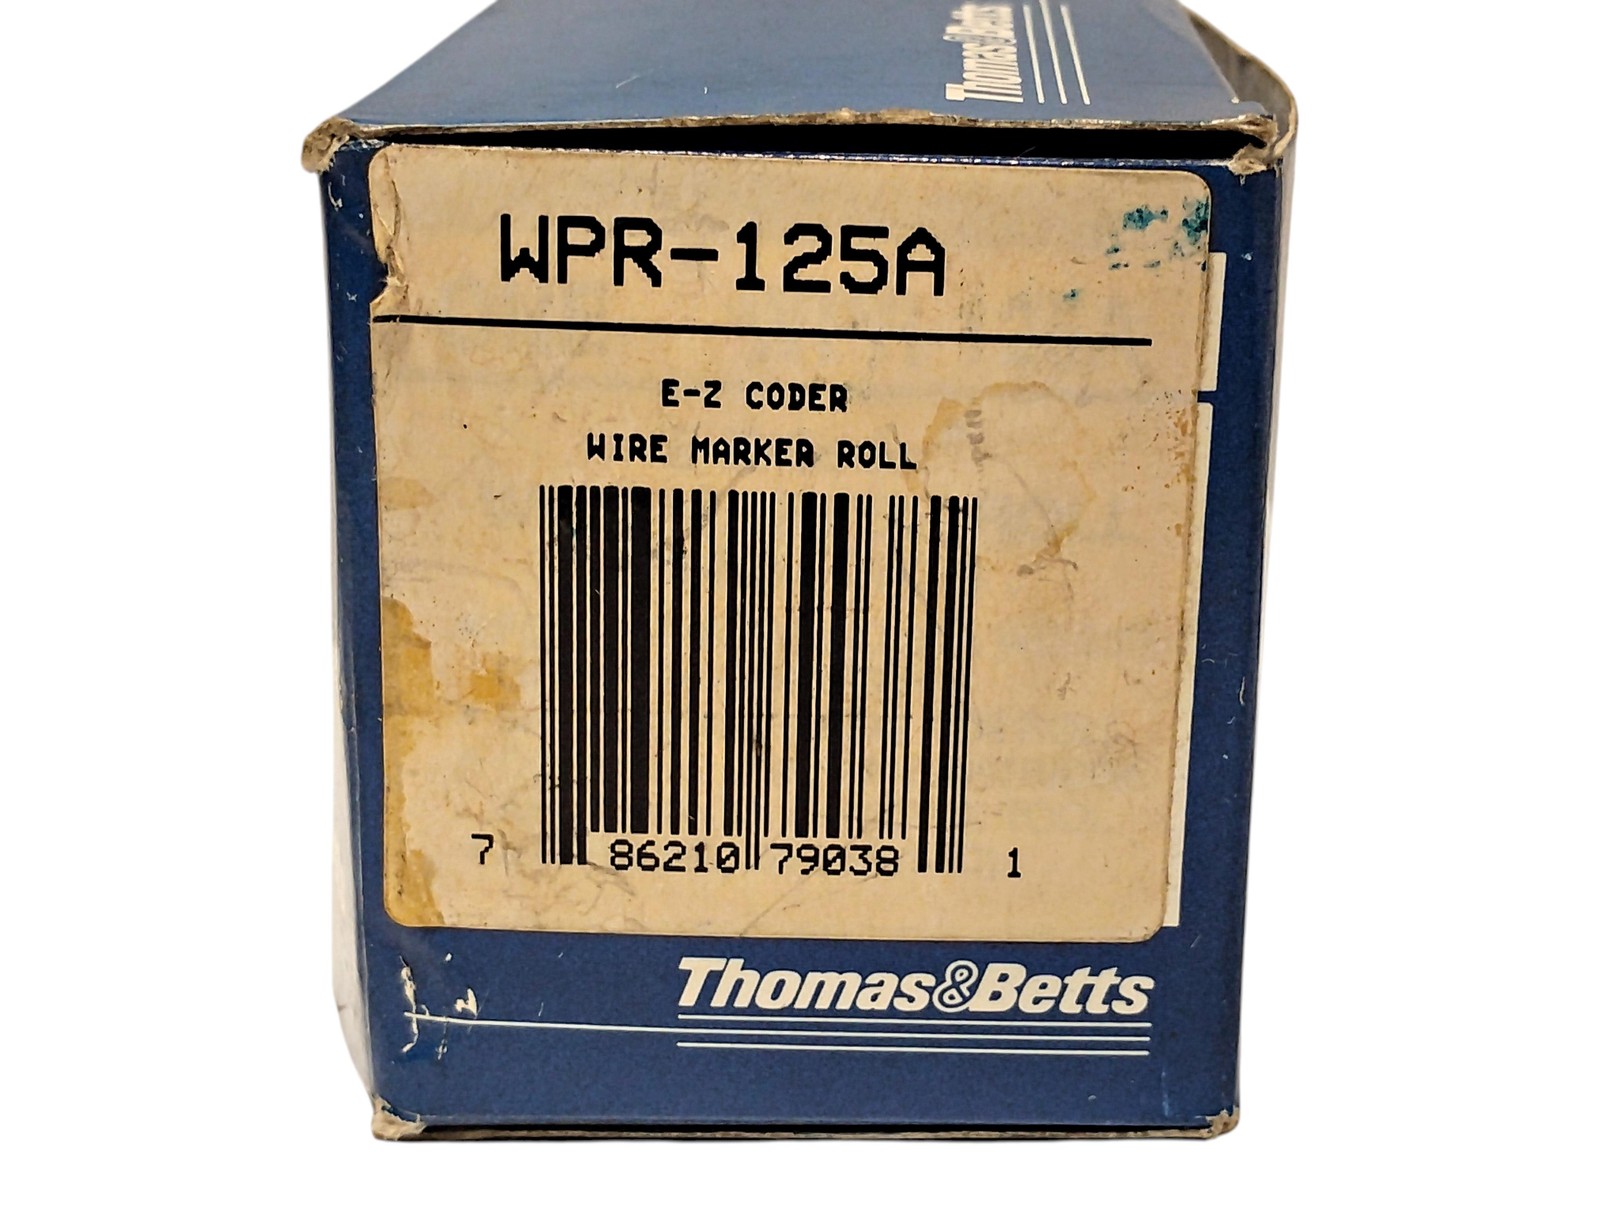 Thomas&Betts
WPR-125A
E-Z CODER
WIRE MARKER ROLL
7 86210 79038 1
Thomas&Betts